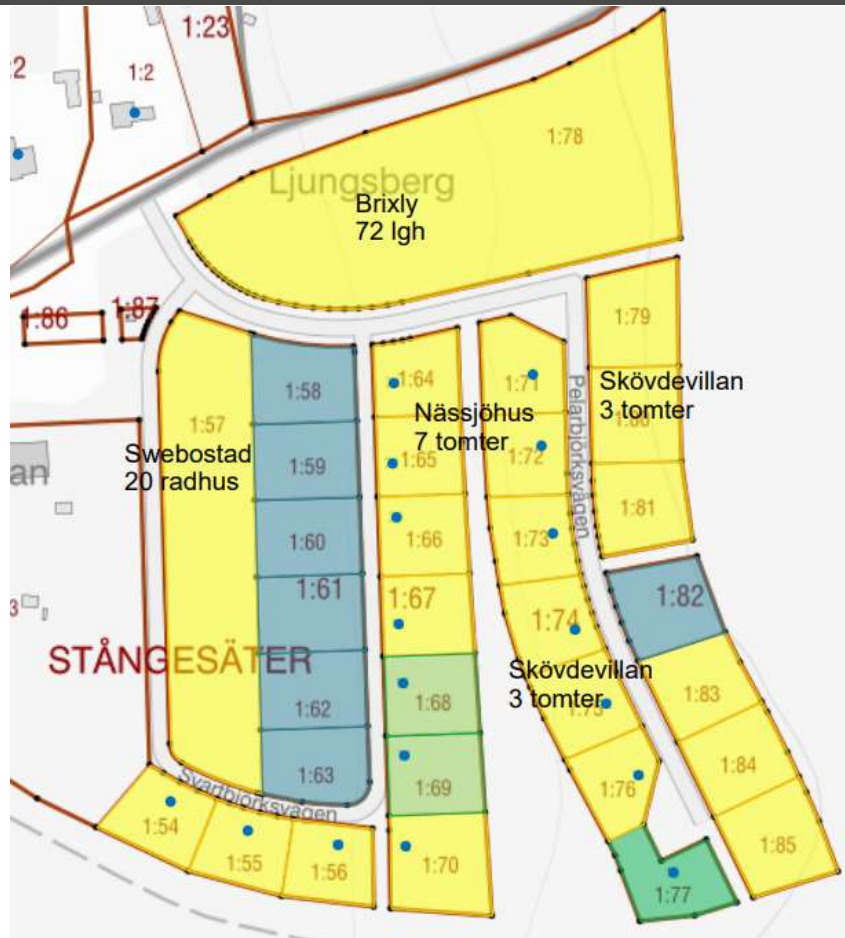 1:23
:2
1:2
1:78
Ljungsberg
Brixly
72 lgh
1:86
1:87
1:79
1:58
1:64
1:71
Skövdevillan
3 tomter
1:57
Nässjöhus
7 tomter
1:80
Pelarbjörksvägen
Swebostad
20 radhus
1:59
1:65
1:72
an
1:81
1:60
1:66
1:73
1:61
1:67
1:82
3
1:74
STÅNGESÄTER
Skövdevillan
3 tomter
1:62
1:68
1:75
1:83
1:63
1:69
1:76
1:84
Svartbjörksvägen
1:54
1:55
1:56
1:70
1:85
1:77